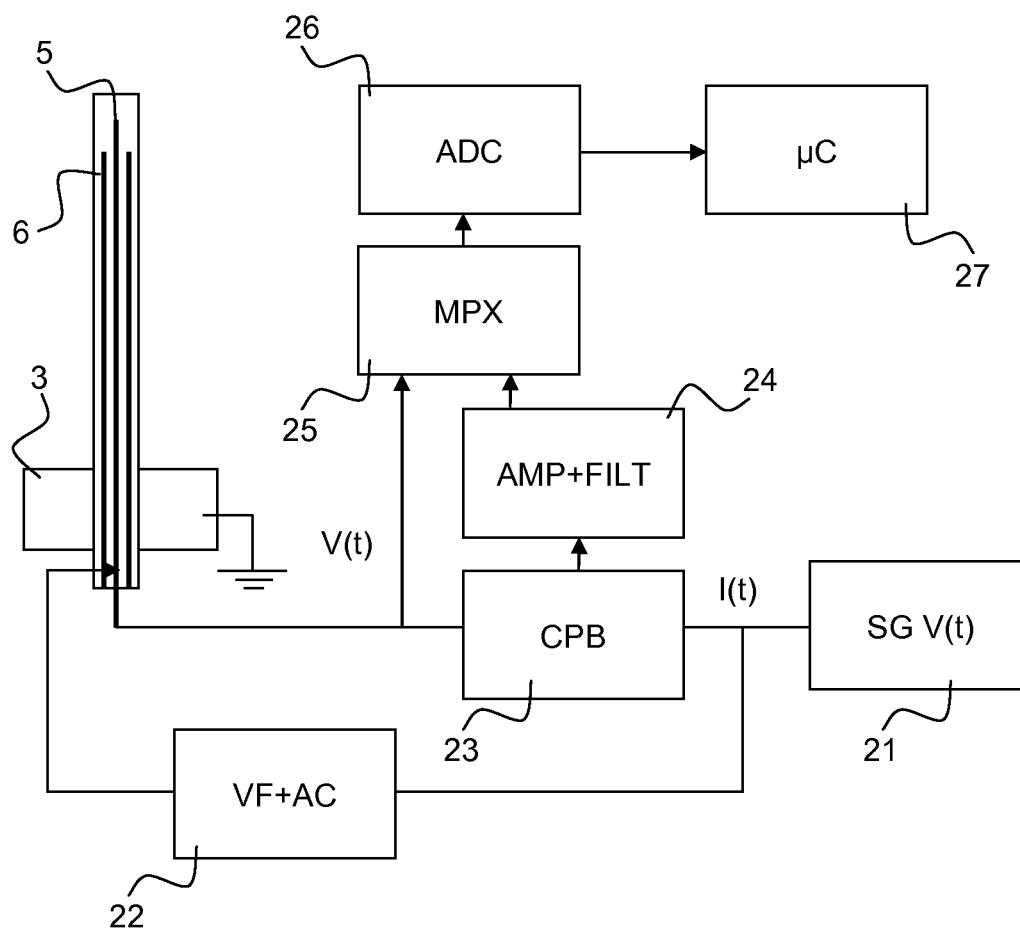 26
5
ADC
µC
6
27
MPX
3
24
25
AMP+FILT
V(t)
I(t)
CPB
SG V(t)
23
21
VF+AC
22